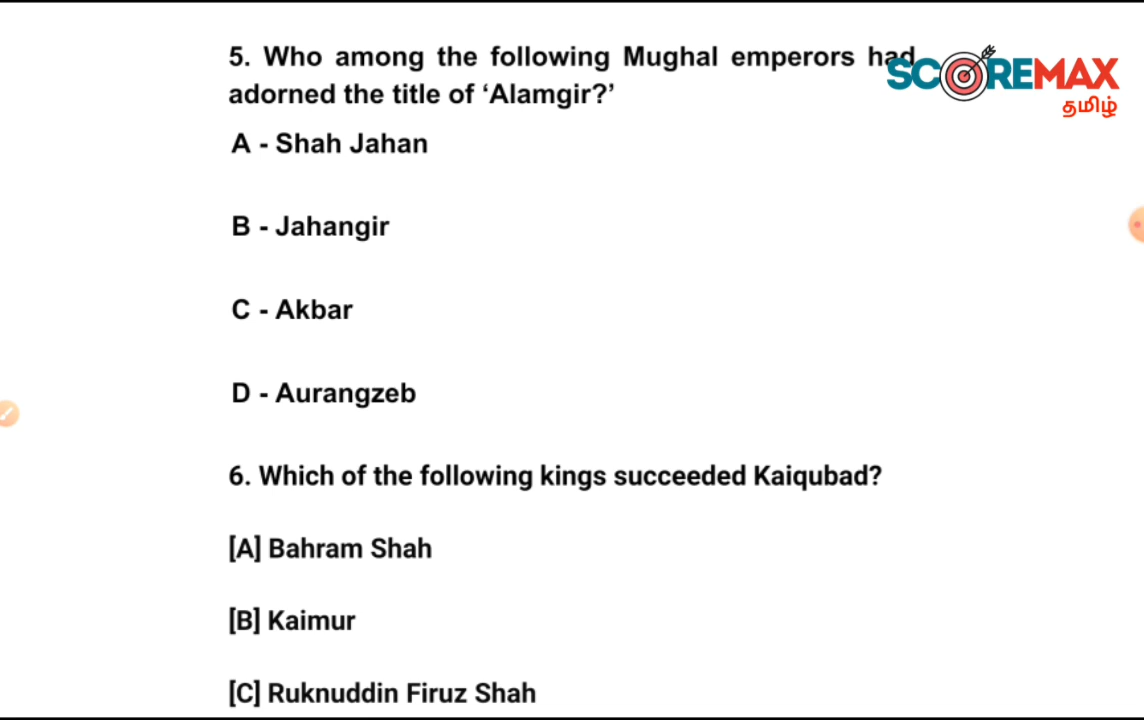 5. Who among the following Mughal emperors had
adorned the title of ‘Alamgir?’
SCOREMAX
தமிழ்
A - Shah Jahan
B - Jahangir
C - Akbar
D - Aurangzeb
6. Which of the following kings succeeded Kaiqubad?
[A] Bahram Shah
[B] Kaimur
[C] Ruknuddin Firuz Shah